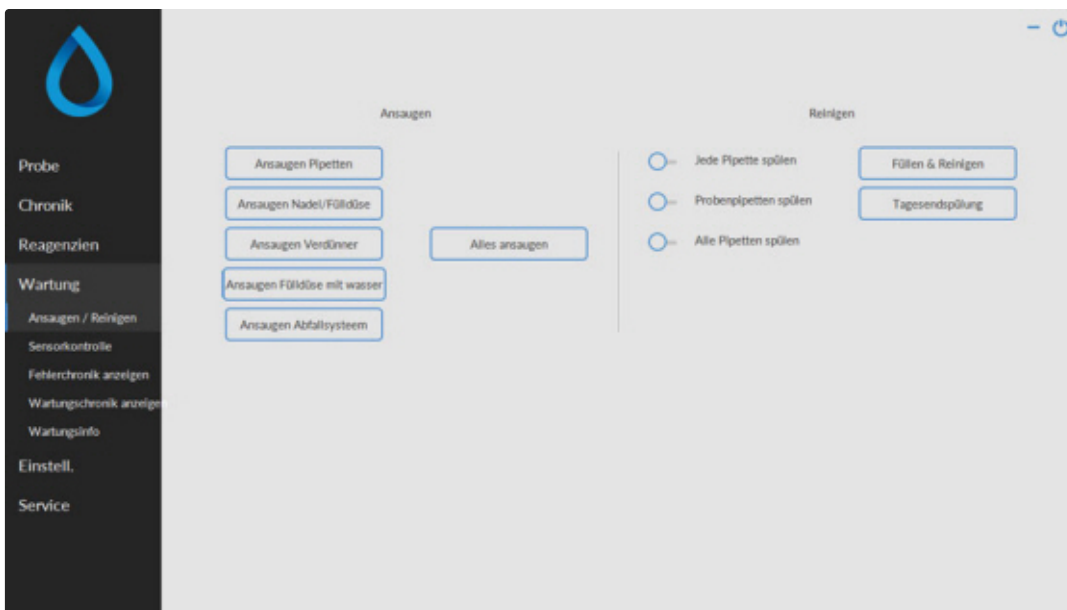 Probe
Chronik
Reagenzien
Wartung
Ansaugen / Reinigen
Sensorkontrolle
Fehlerchronik anzeigen
Wartungschronik anzeigen
Wartungsinfo
Einstell.
Service
Ansaugen
Ansaugen Pipetten
Ansaugen Nadel/Fülldüse
Ansaugen Verdünner
Ansaugen Fülldüse mit wasser
Ansaugen Abfallsysteem
Alles ansaugen
Reinigen
Jede Pipette spülen
Probenpipetten spülen
Alle Pipetten spülen
Füllen & Reinigen
Tagesendspülung